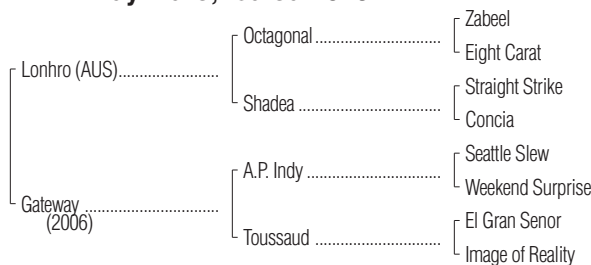 Zabeel
Octagonal
Eight Carat
Lonhro (AUS)
Straight Strike
Shadea
Concia
Seattle Slew
A.P. Indy
Weekend Surprise
Gateway
(2006)
El Gran Senor
Toussaud
Image of Reality